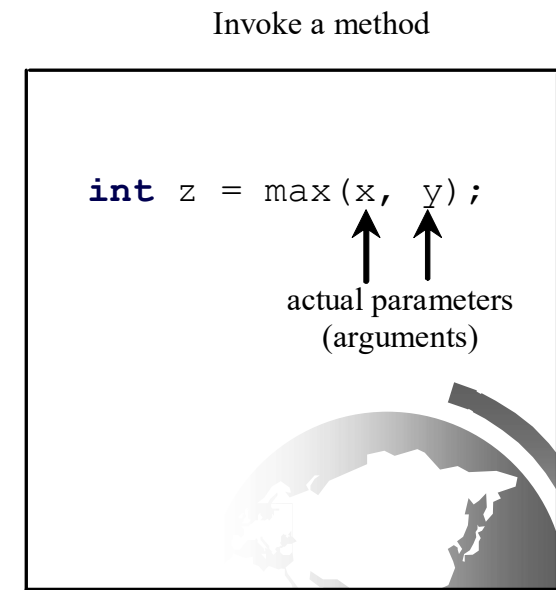 Invoke a method
int z = max(x, y);
actual parameters
(arguments)